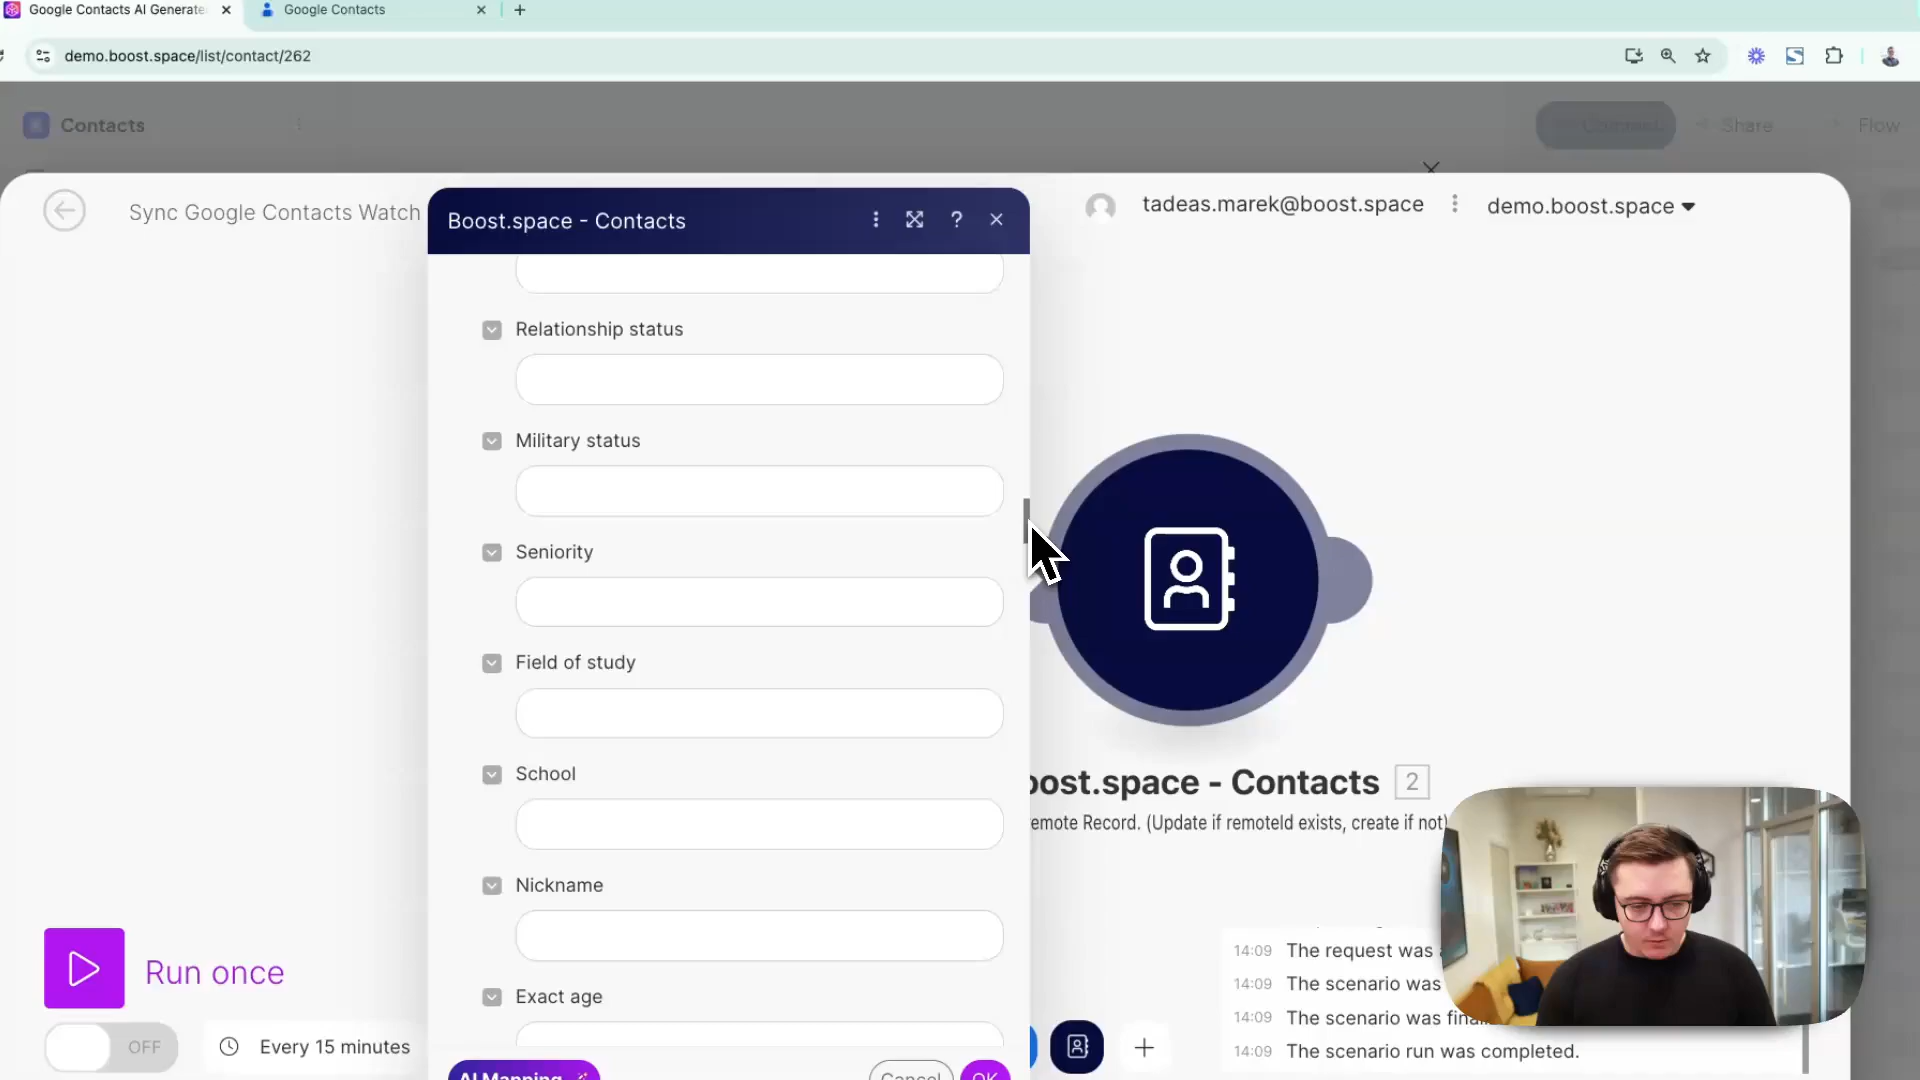 Google Contacts AI Generate
Google Contacts
demo.boost.space/list/contact/262
Contacts
Connect
Share
Flow
Sync Google Contacts Watch
Boost.space - Contacts
?
tadeas.marek@boost.space
demo.boost.space
Relationship status
Military status
Seniority
Field of study
School
Nickname
Exact age
oost.space - Contacts 2
emote Record. (Update if remoteId exists, create if not)
Run once
OFF
Every 15 minutes
AI Mapping
Cancel
OK
14:09 The request was
14:09 The scenario was
14:09 The scenario was
14:09 The scenario run was completed.